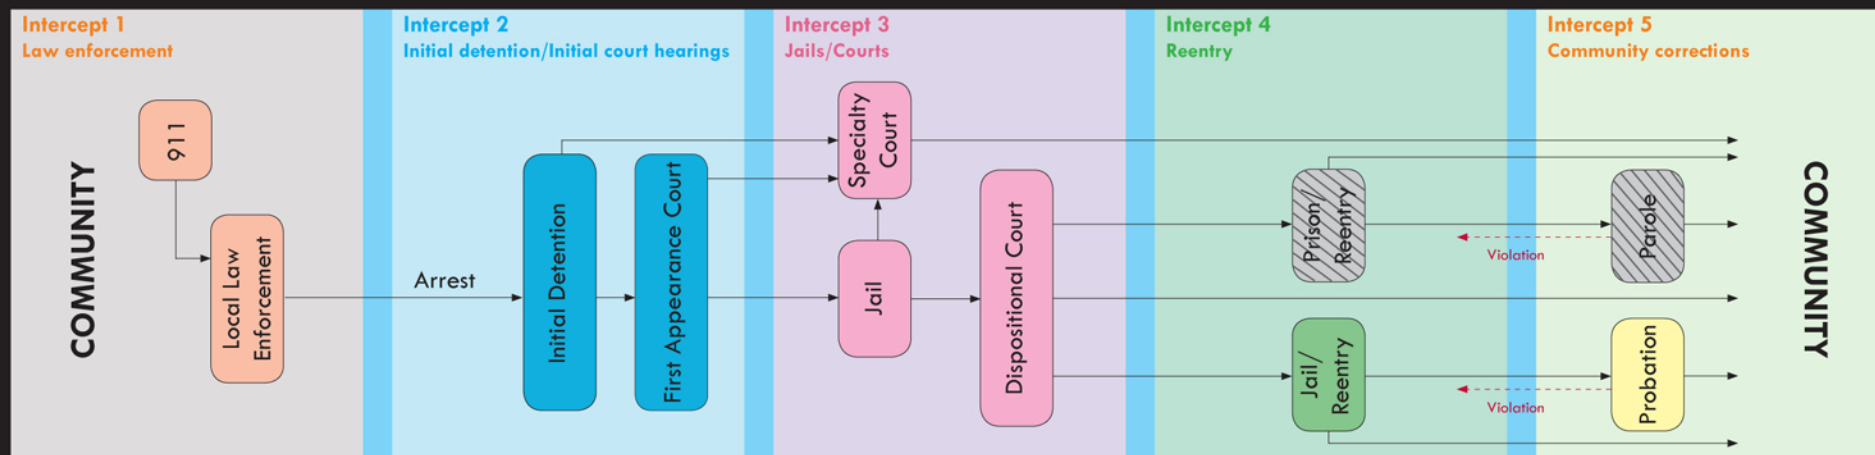 Intercept 1
Law enforcement
COMMUNITY
911
Local Law
Enforcement
Arrest
Intercept 2
Initial detention/Initial court hearings
Initial Detention
First Appearance Court
Intercept 3
Jails/Courts
Specialty
Court
Jail
Dispositional Court
Intercept 4
Reentry
Prison/
Reentry
Violation
Jail/
Reentry
Violation
Intercept 5
Community corrections
Parole
Probation
COMMUNITY